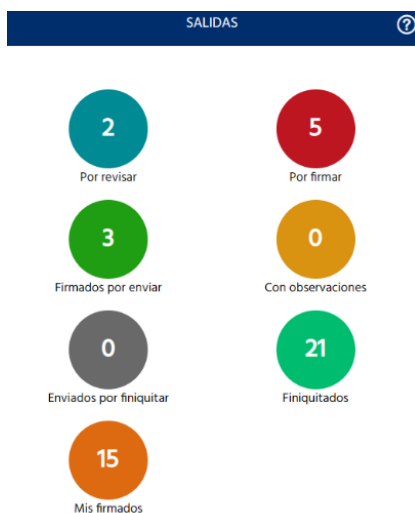 SALIDAS ?
2 5
Por revisar Por firmar
3 0
Firmados por enviar Con observaciones
0 21
Enviados por finiquitar Finiquitados
15
Mis firmados